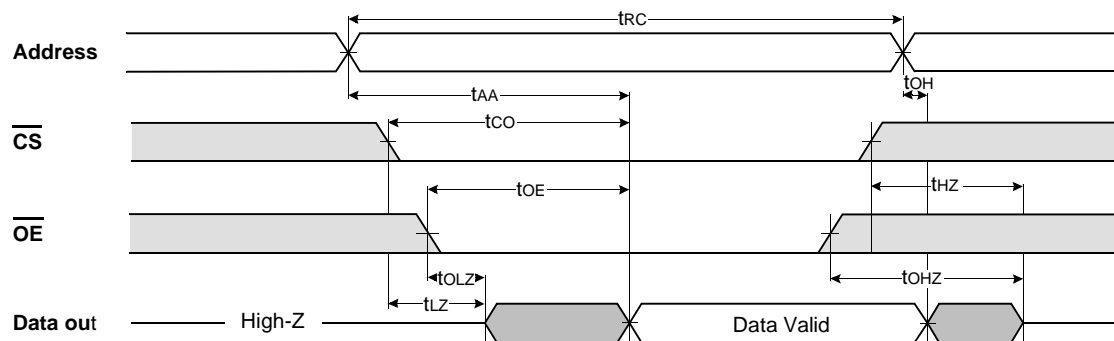 tRC
Address
tOH
tAA
tCO
CS
tHZ
tOE
OE
tOLZ
tOHZ
tLZ
Data out
High-Z
Data Valid